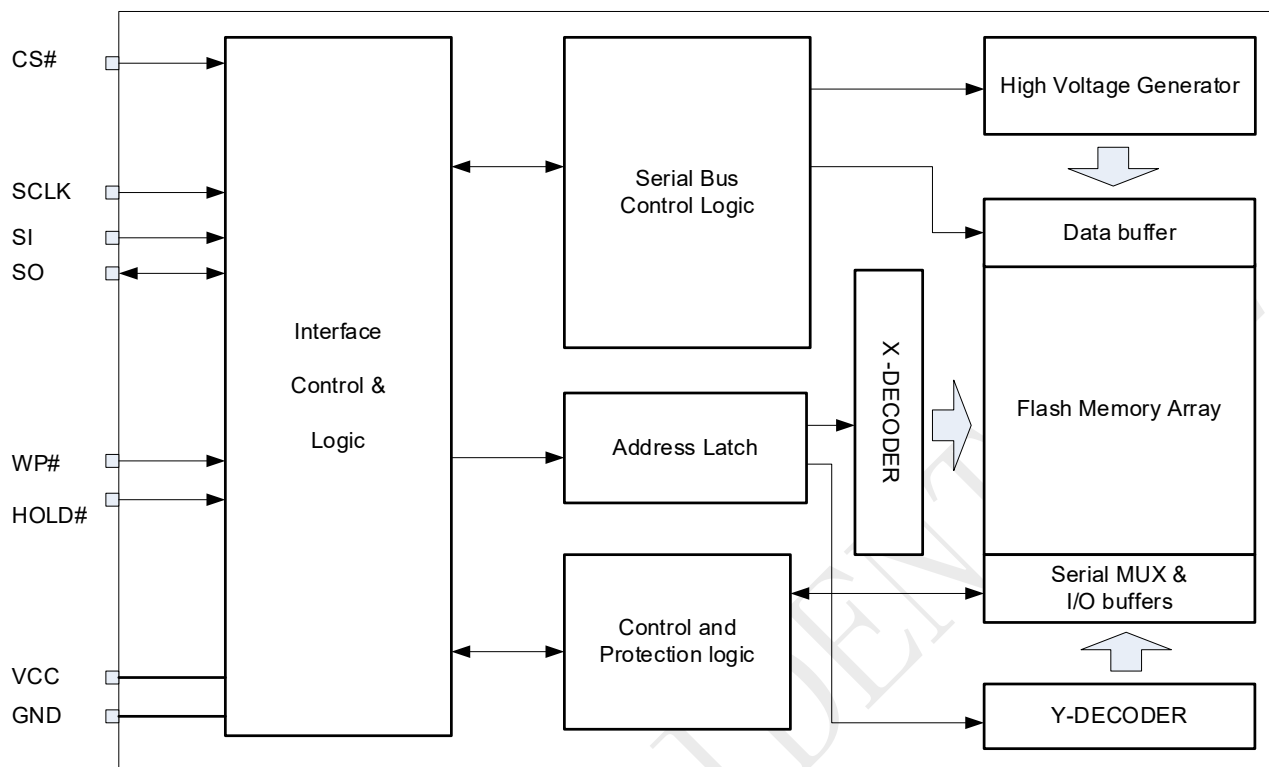 CS#
SCLK
SI
SO
WP#
HOLD#
VCC
GND
Interface
Control &
Logic
Serial Bus
Control Logic
Address Latch
Control and
Protection logic
X-DECODER
High Voltage Generator
Data buffer
Flash Memory Array
Serial MUX &
I/O buffers
Y-DECODER